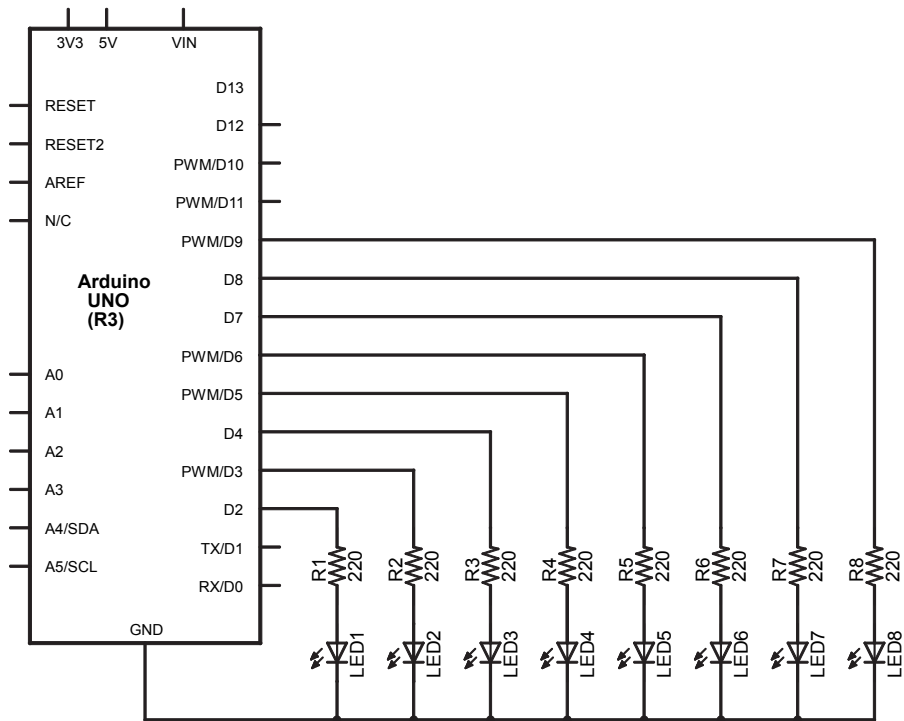 3V3 5V VIN
D13
RESET
D12
RESET2
PWM/D10
AREF
PWM/D11
N/C
PWM/D9
Arduino
UNO
(R3)
D8
D7
PWM/D6
A0
PWM/D5
A1
D4
A2
PWM/D3
A3
D2
A4/SDA
TX/D1
A5/SCL
RX/D0
GND
R1 220
R2 220
R3 220
R4 220
R5 220
R6 220
R7 220
R8 220
LED1
LED2
LED3
LED4
LED5
LED6
LED7
LED8